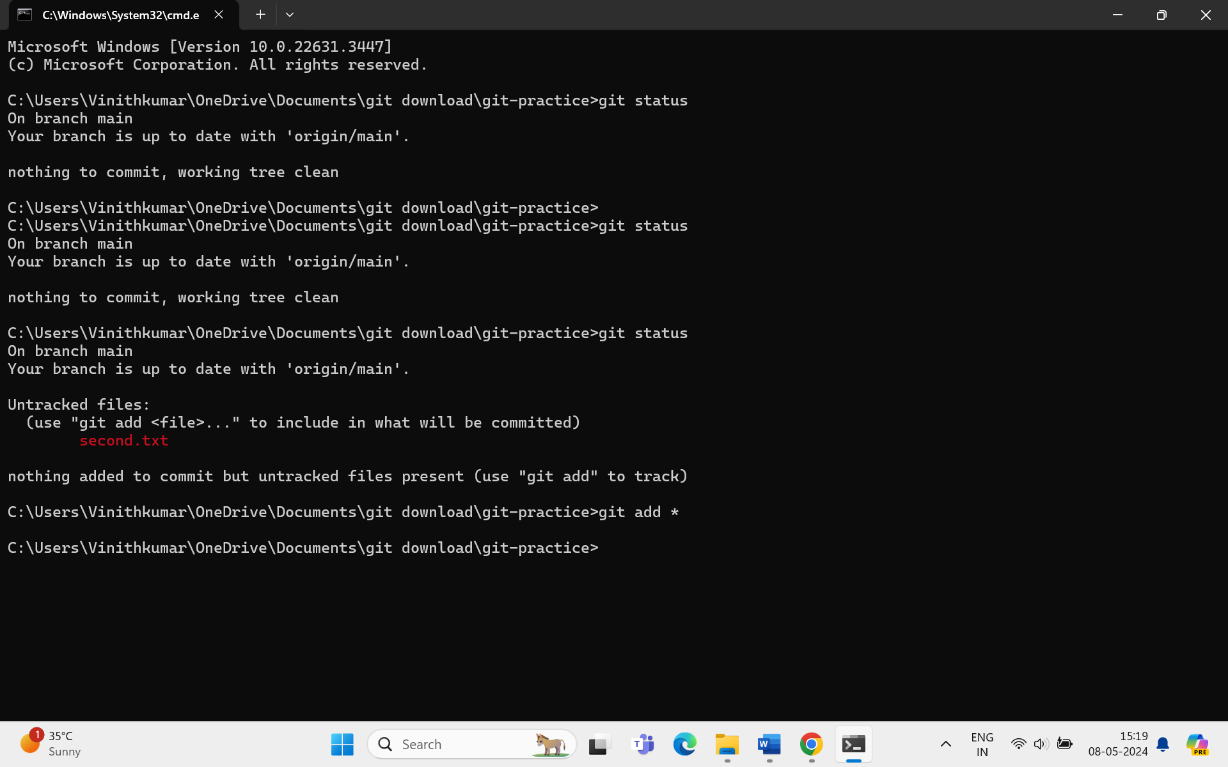 C:\Windows\System32\cmd.e
Microsoft Windows [Version 10.0.22631.3447]
(c) Microsoft Corporation. All rights reserved.
C:\Users\Vinithkumar\OneDrive\Documents\git download\git-practice>git status
On branch main
Your branch is up to date with 'origin/main'.
nothing to commit, working tree clean
C:\Users\Vinithkumar\OneDrive\Documents\git download\git-practice>
C:\Users\Vinithkumar\OneDrive\Documents\git download\git-practice>git status
On branch main
Your branch is up to date with 'origin/main'.
nothing to commit, working tree clean
C:\Users\Vinithkumar\OneDrive\Documents\git download\git-practice>git status
On branch main
Your branch is up to date with 'origin/main'.
Untracked files:
(use "git add <file>..." to include in what will be committed)
second.txt
nothing added to commit but untracked files present (use "git add" to track)
C:\Users\Vinithkumar\OneDrive\Documents\git download\git-practice>git add *
C:\Users\Vinithkumar\OneDrive\Documents\git download\git-practice>
1
35°C
Sunny
Search
T
W
ENG
IN
15:19
08-05-2024
PRE